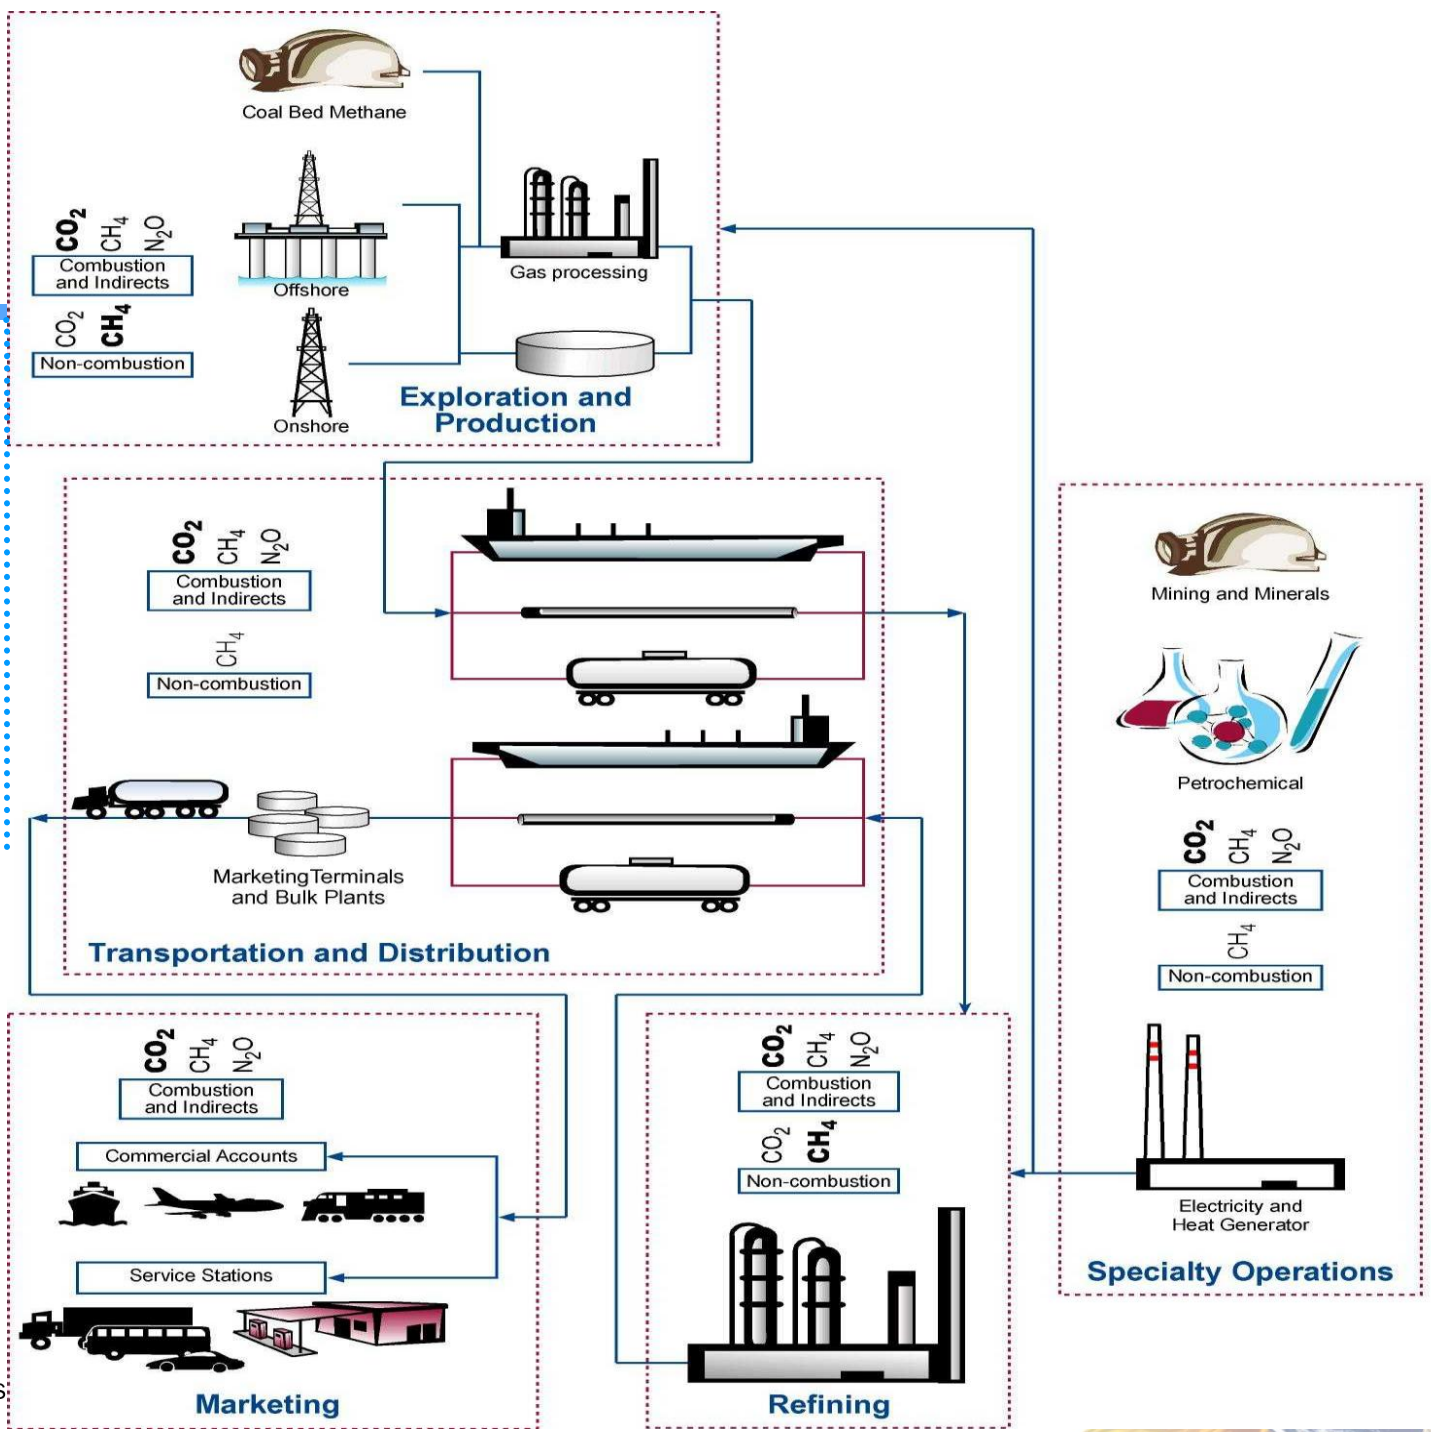 Coal Bed Methane
CO₂ CH₄ N₂O
Combustion
and Indirects
Offshore
Gas processing
CO₂ CH₄
Non-combustion
Onshore
Exploration and
Production
CO₂ CH₄ N₂O
Combustion
and Indirects
CH₄
Non-combustion
MarketingTerminals
and Bulk Plants
Transportation and Distribution
Mining and Minerals
Petrochemical
CO₂ CH₄ N₂O
Combustion
and Indirects
CH₄
Non-combustion
Electricity and
Heat Generator
Specialty Operations
CO₂ CH₄ N₂O
Combustion
and Indirects
Commercial Accounts
Service Stations
Marketing
CO₂ CH₄ N₂O
Combustion
and Indirects
CO₂ CH₄
Non-combustion
Refining